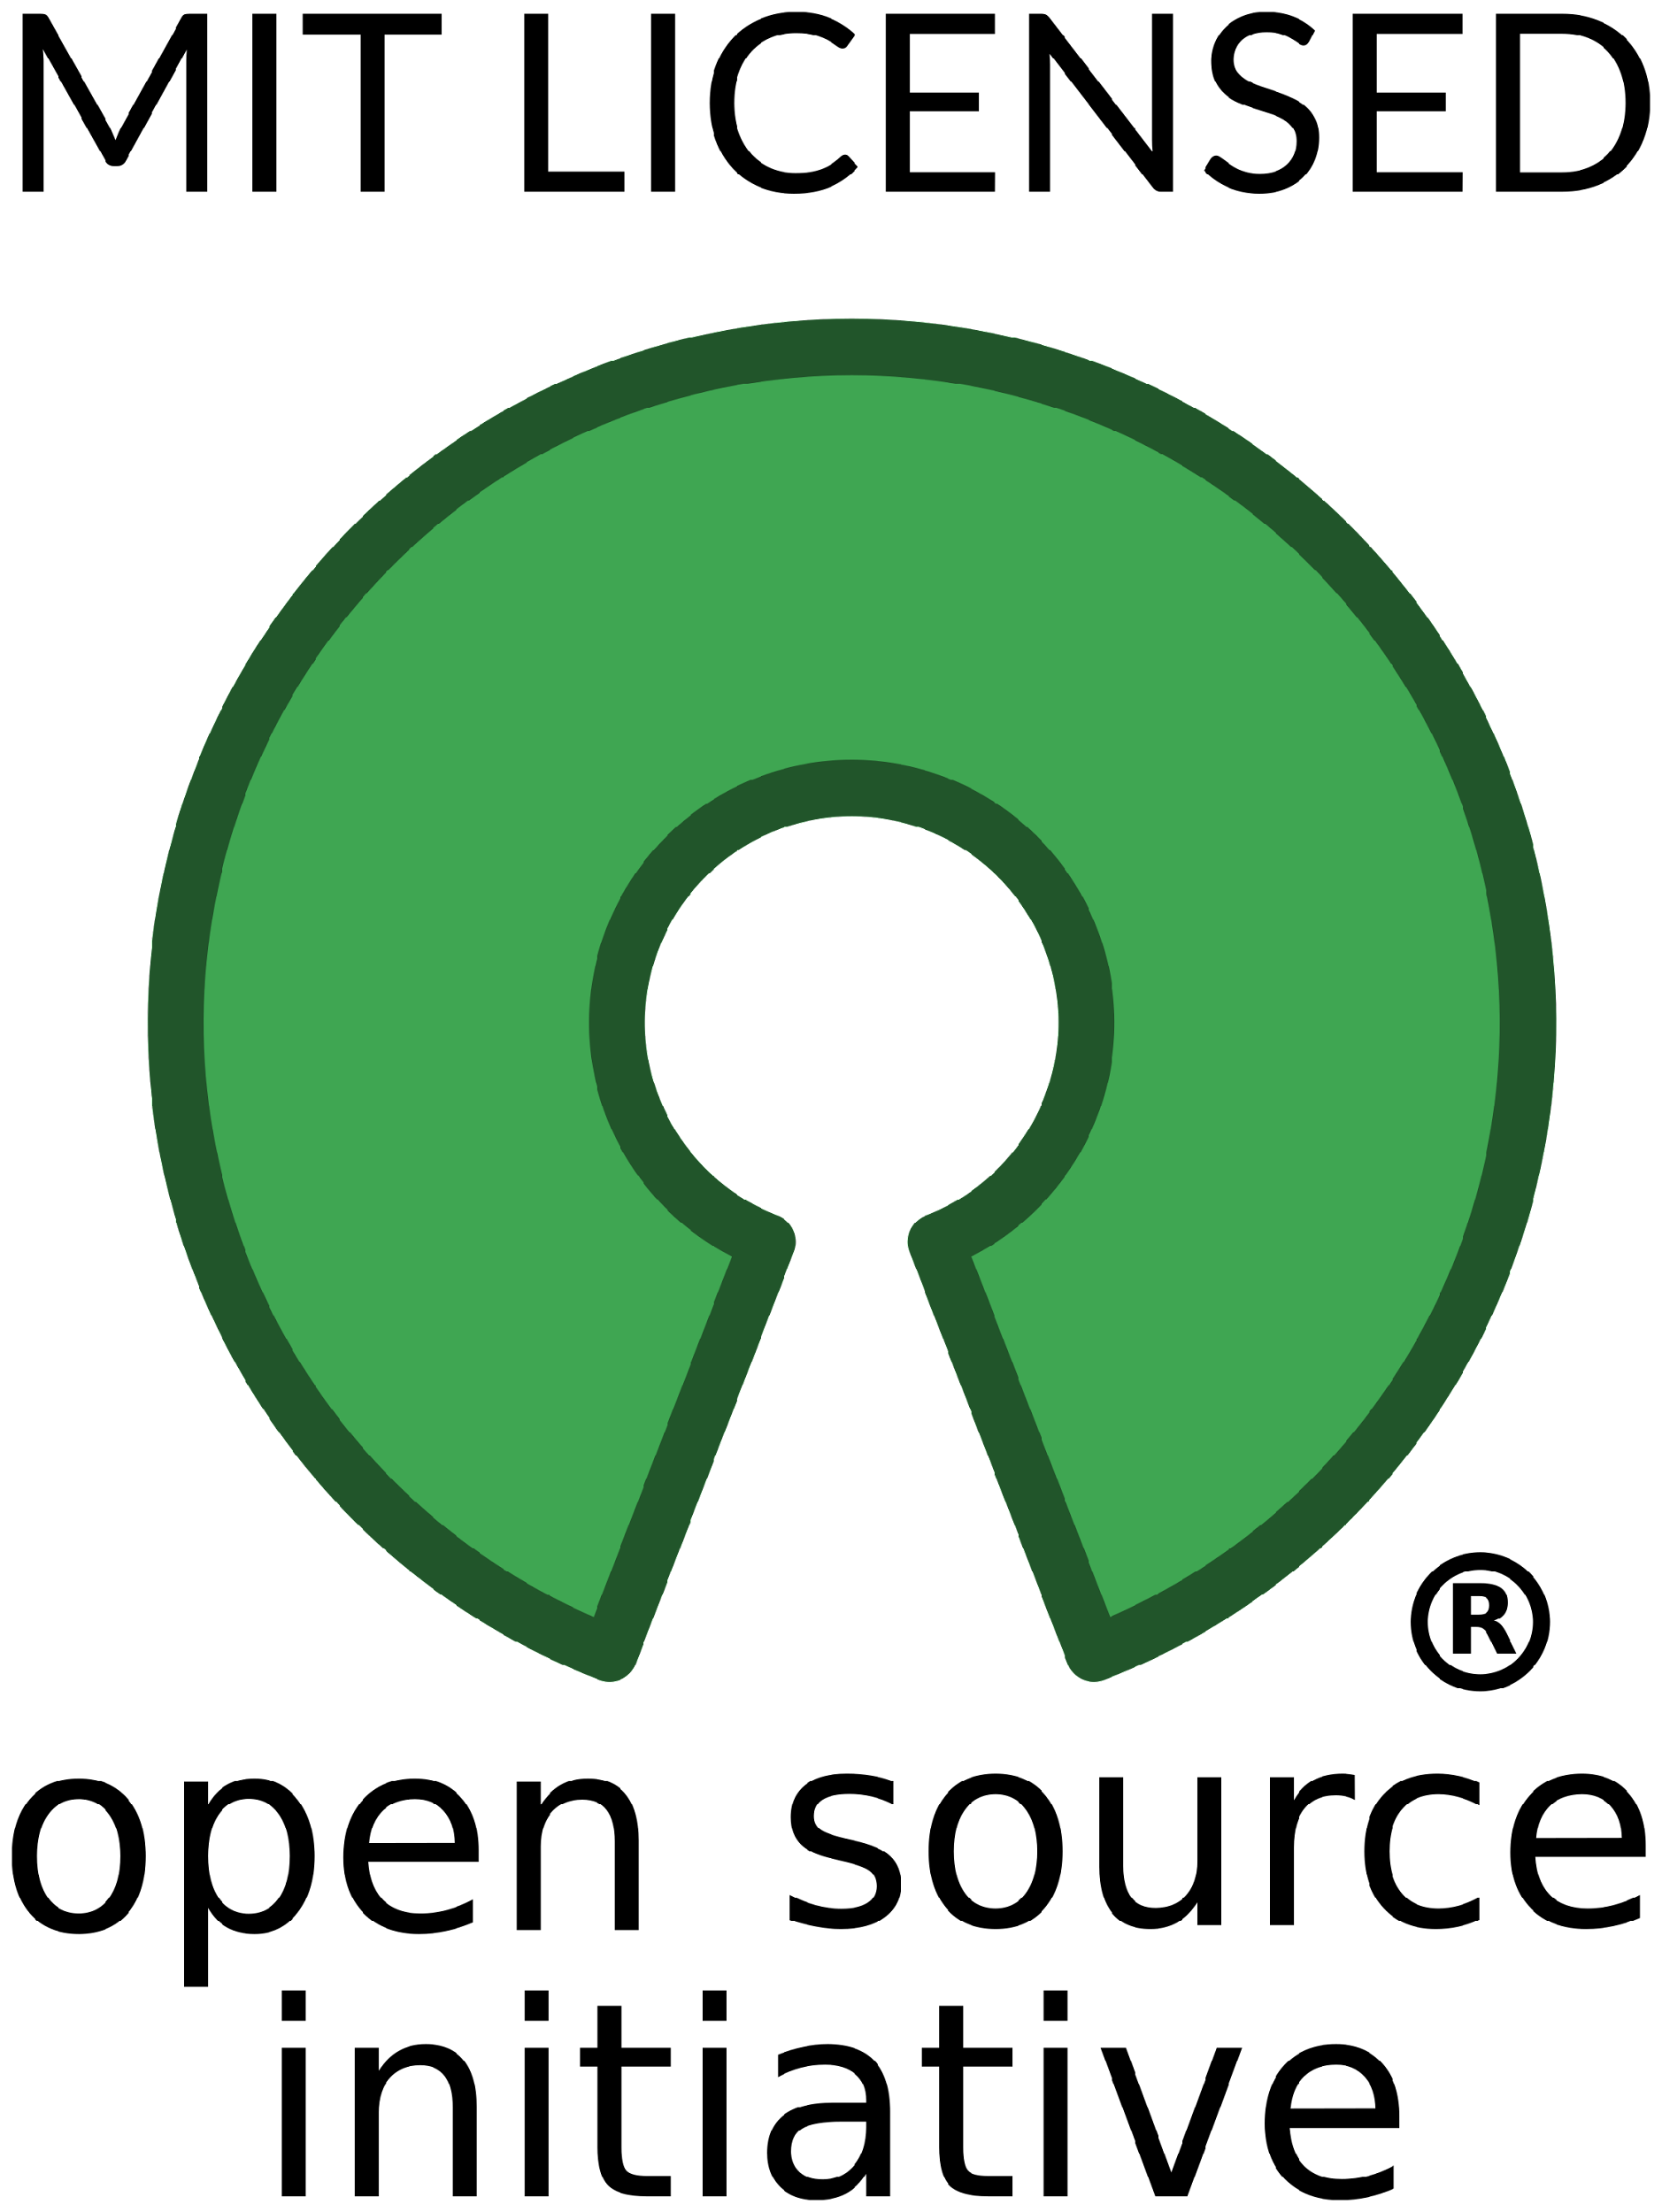 MIT LICENSED
®
open source
initiative